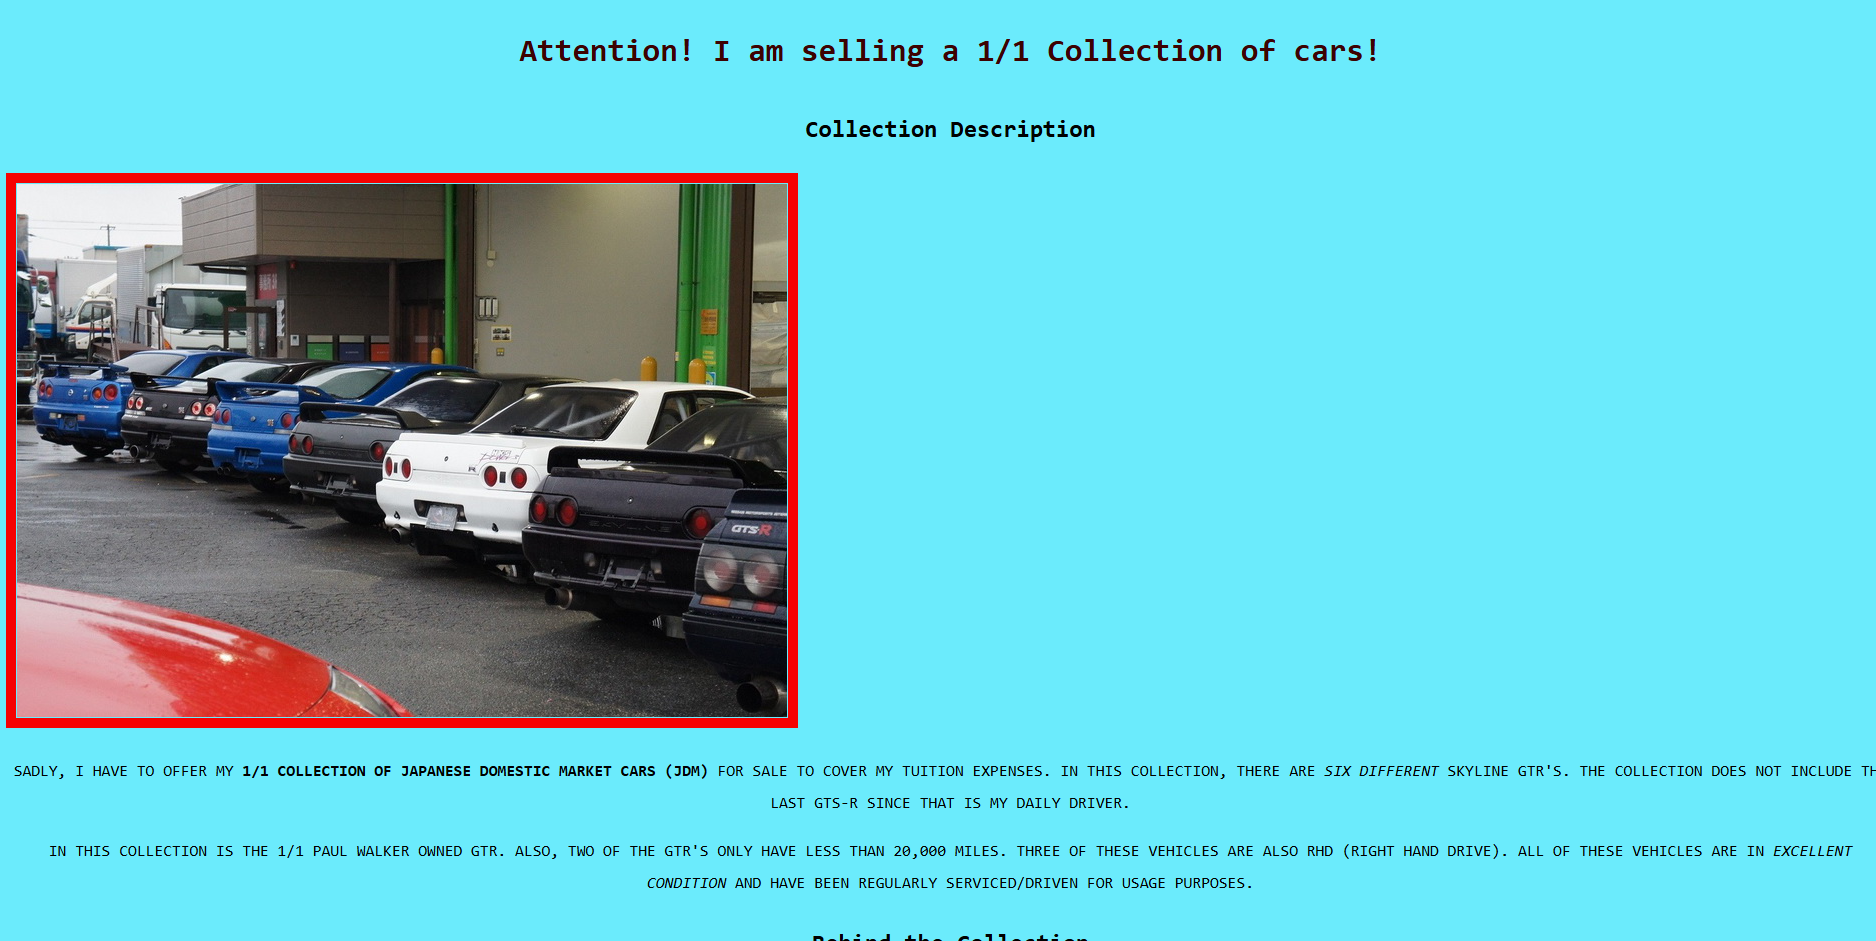 Attention! I am selling a 1/1 Collection of cars!
Collection Description
SKYLINE
GTS-R
SADLY, I HAVE TO OFFER MY 1/1 COLLECTION OF JAPANESE DOMESTIC MARKET CARS (JDM) FOR SALE TO COVER MY TUITION EXPENSES. IN THIS COLLECTION, THERE ARE SIX DIFFERENT SKYLINE GTR'S. THE COLLECTION DOES NOT INCLUDE TH
LAST GTS-R SINCE THAT IS MY DAILY DRIVER.
IN THIS COLLECTION IS THE 1/1 PAUL WALKER OWNED GTR. ALSO, TWO OF THE GTR'S ONLY HAVE LESS THAN 20,000 MILES. THREE OF THESE VEHICLES ARE ALSO RHD (RIGHT HAND DRIVE). ALL OF THESE VEHICLES ARE IN EXCELLENT
CONDITION AND HAVE BEEN REGULARLY SERVICED/DRIVEN FOR USAGE PURPOSES.
Behind the Collection